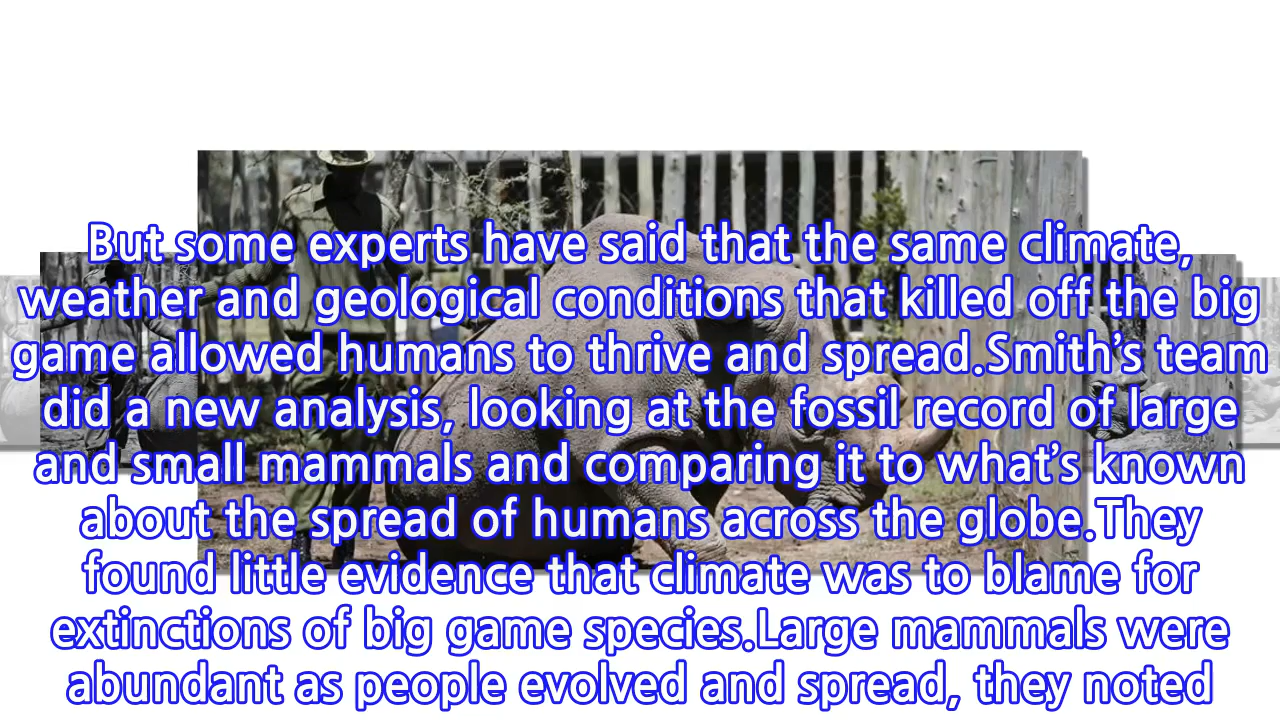 But some experts have said that the same climate,
weather and geological conditions that killed off the big
game allowed humans to thrive and spread.Smith’s team
did a new analysis, looking at the fossil record of large
and small mammals and comparing it to what’s known
about the spread of humans across the globe.They
found little evidence that climate was to blame for
extinctions of big game species.Large mammals were
abundant as people evolved and spread, they noted